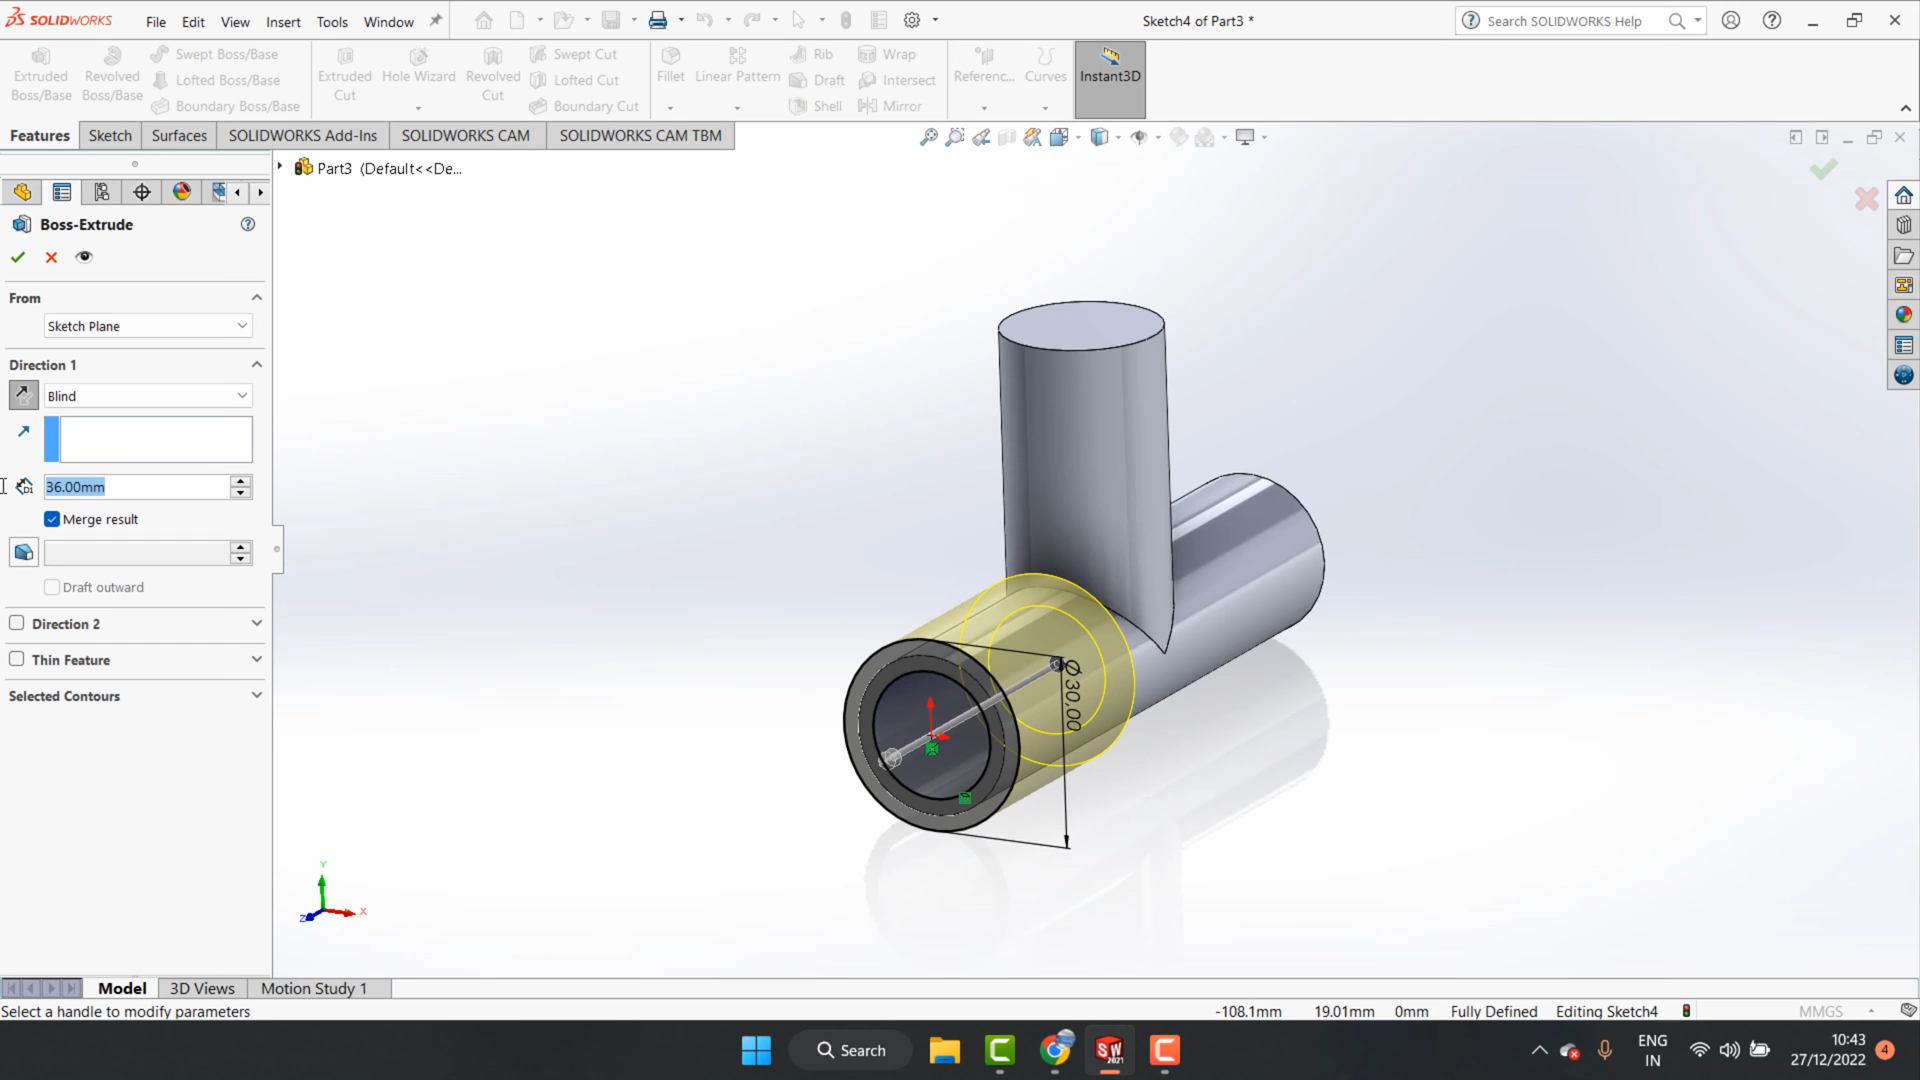 SOLIDWORKS File Edit View Insert Tools Window Sketch4 of Part3 * Search SOLIDWORKS Help
Extruded Boss/Base
Revolved Boss/Base
Swept Boss/Base
Lofted Boss/Base
Boundary Boss/Base
Extruded Cut
Hole Wizard
Revolved Cut
Swept Cut
Lofted Cut
Boundary Cut
Fillet
Linear Pattern
Rib
Draft
Shell
Wrap
Intersect
Mirror
Referenc...
Curves
Instant3D
Features Sketch Surfaces SOLIDWORKS Add-Ins SOLIDWORKS CAM SOLIDWORKS CAM TBM
Part3 (Default<<De...
Boss-Extrude
From
Sketch Plane
Direction 1
Blind
D1
36.00mm
Merge result
Draft outward
Direction 2
Thin Feature
Selected Contours
Ø30,00
Y
Z
X
Model 3D Views Motion Study 1
Select a handle to modify parameters -108.1mm 19.01mm 0mm Fully Defined Editing Sketch4 MMGS
Search
SW
2021
ENG
IN
10:43
27/12/2022
4